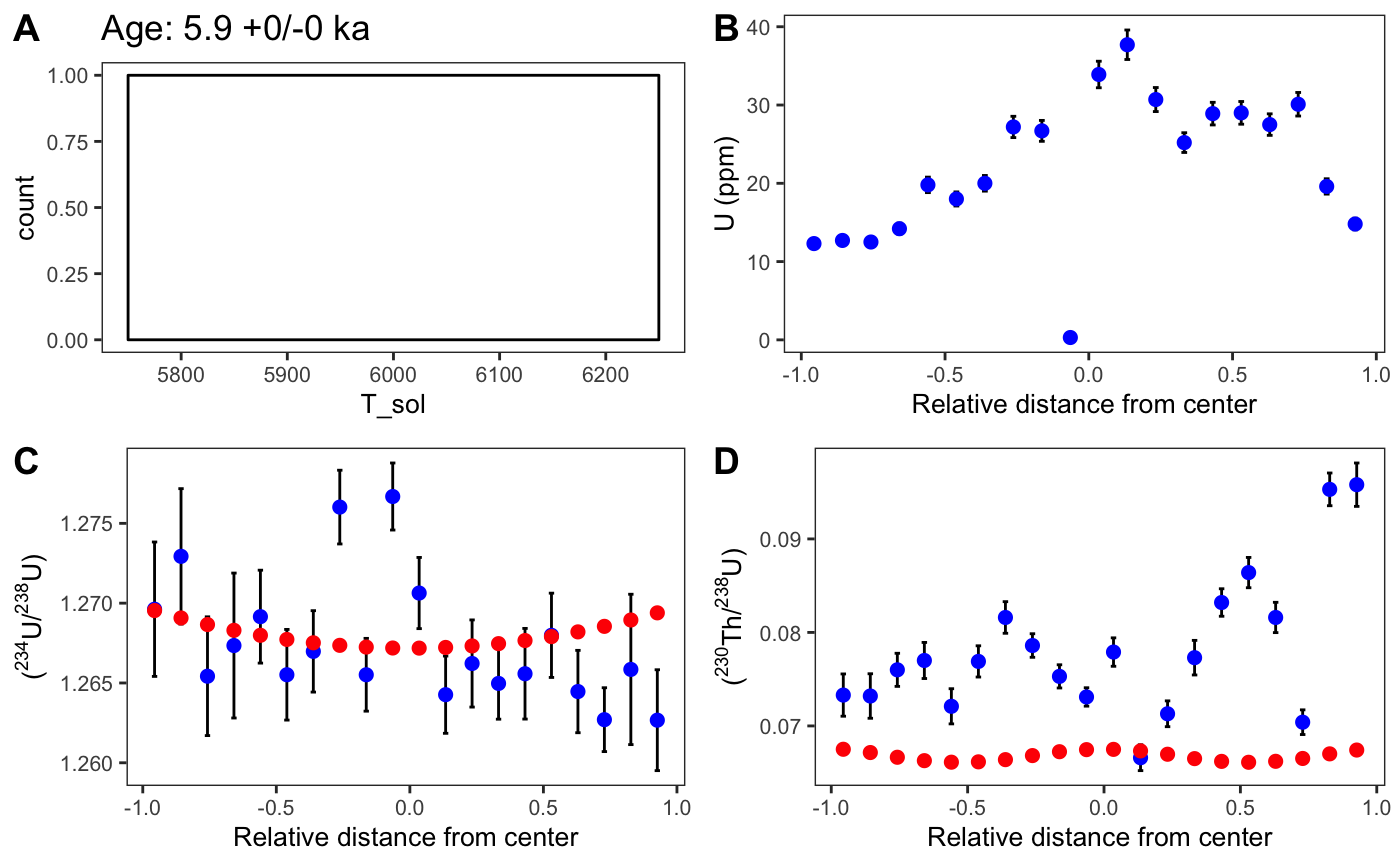 A Age: 5.9 +0/-0 ka
1.00
0.75
0.50
0.25
0.00
count
5800 5900 6000 6100 6200
T_sol
B
40
30
20
10
0
U (ppm)
-1.0 -0.5 0.0 0.5 1.0
Relative distance from center
C
1.275
1.270
1.265
1.260
(²³⁴U/²³⁸U)
-1.0 -0.5 0.0 0.5 1.0
Relative distance from center
D
0.09
0.08
0.07
(²³⁰Th/²³⁸U)
-1.0 -0.5 0.0 0.5 1.0
Relative distance from center